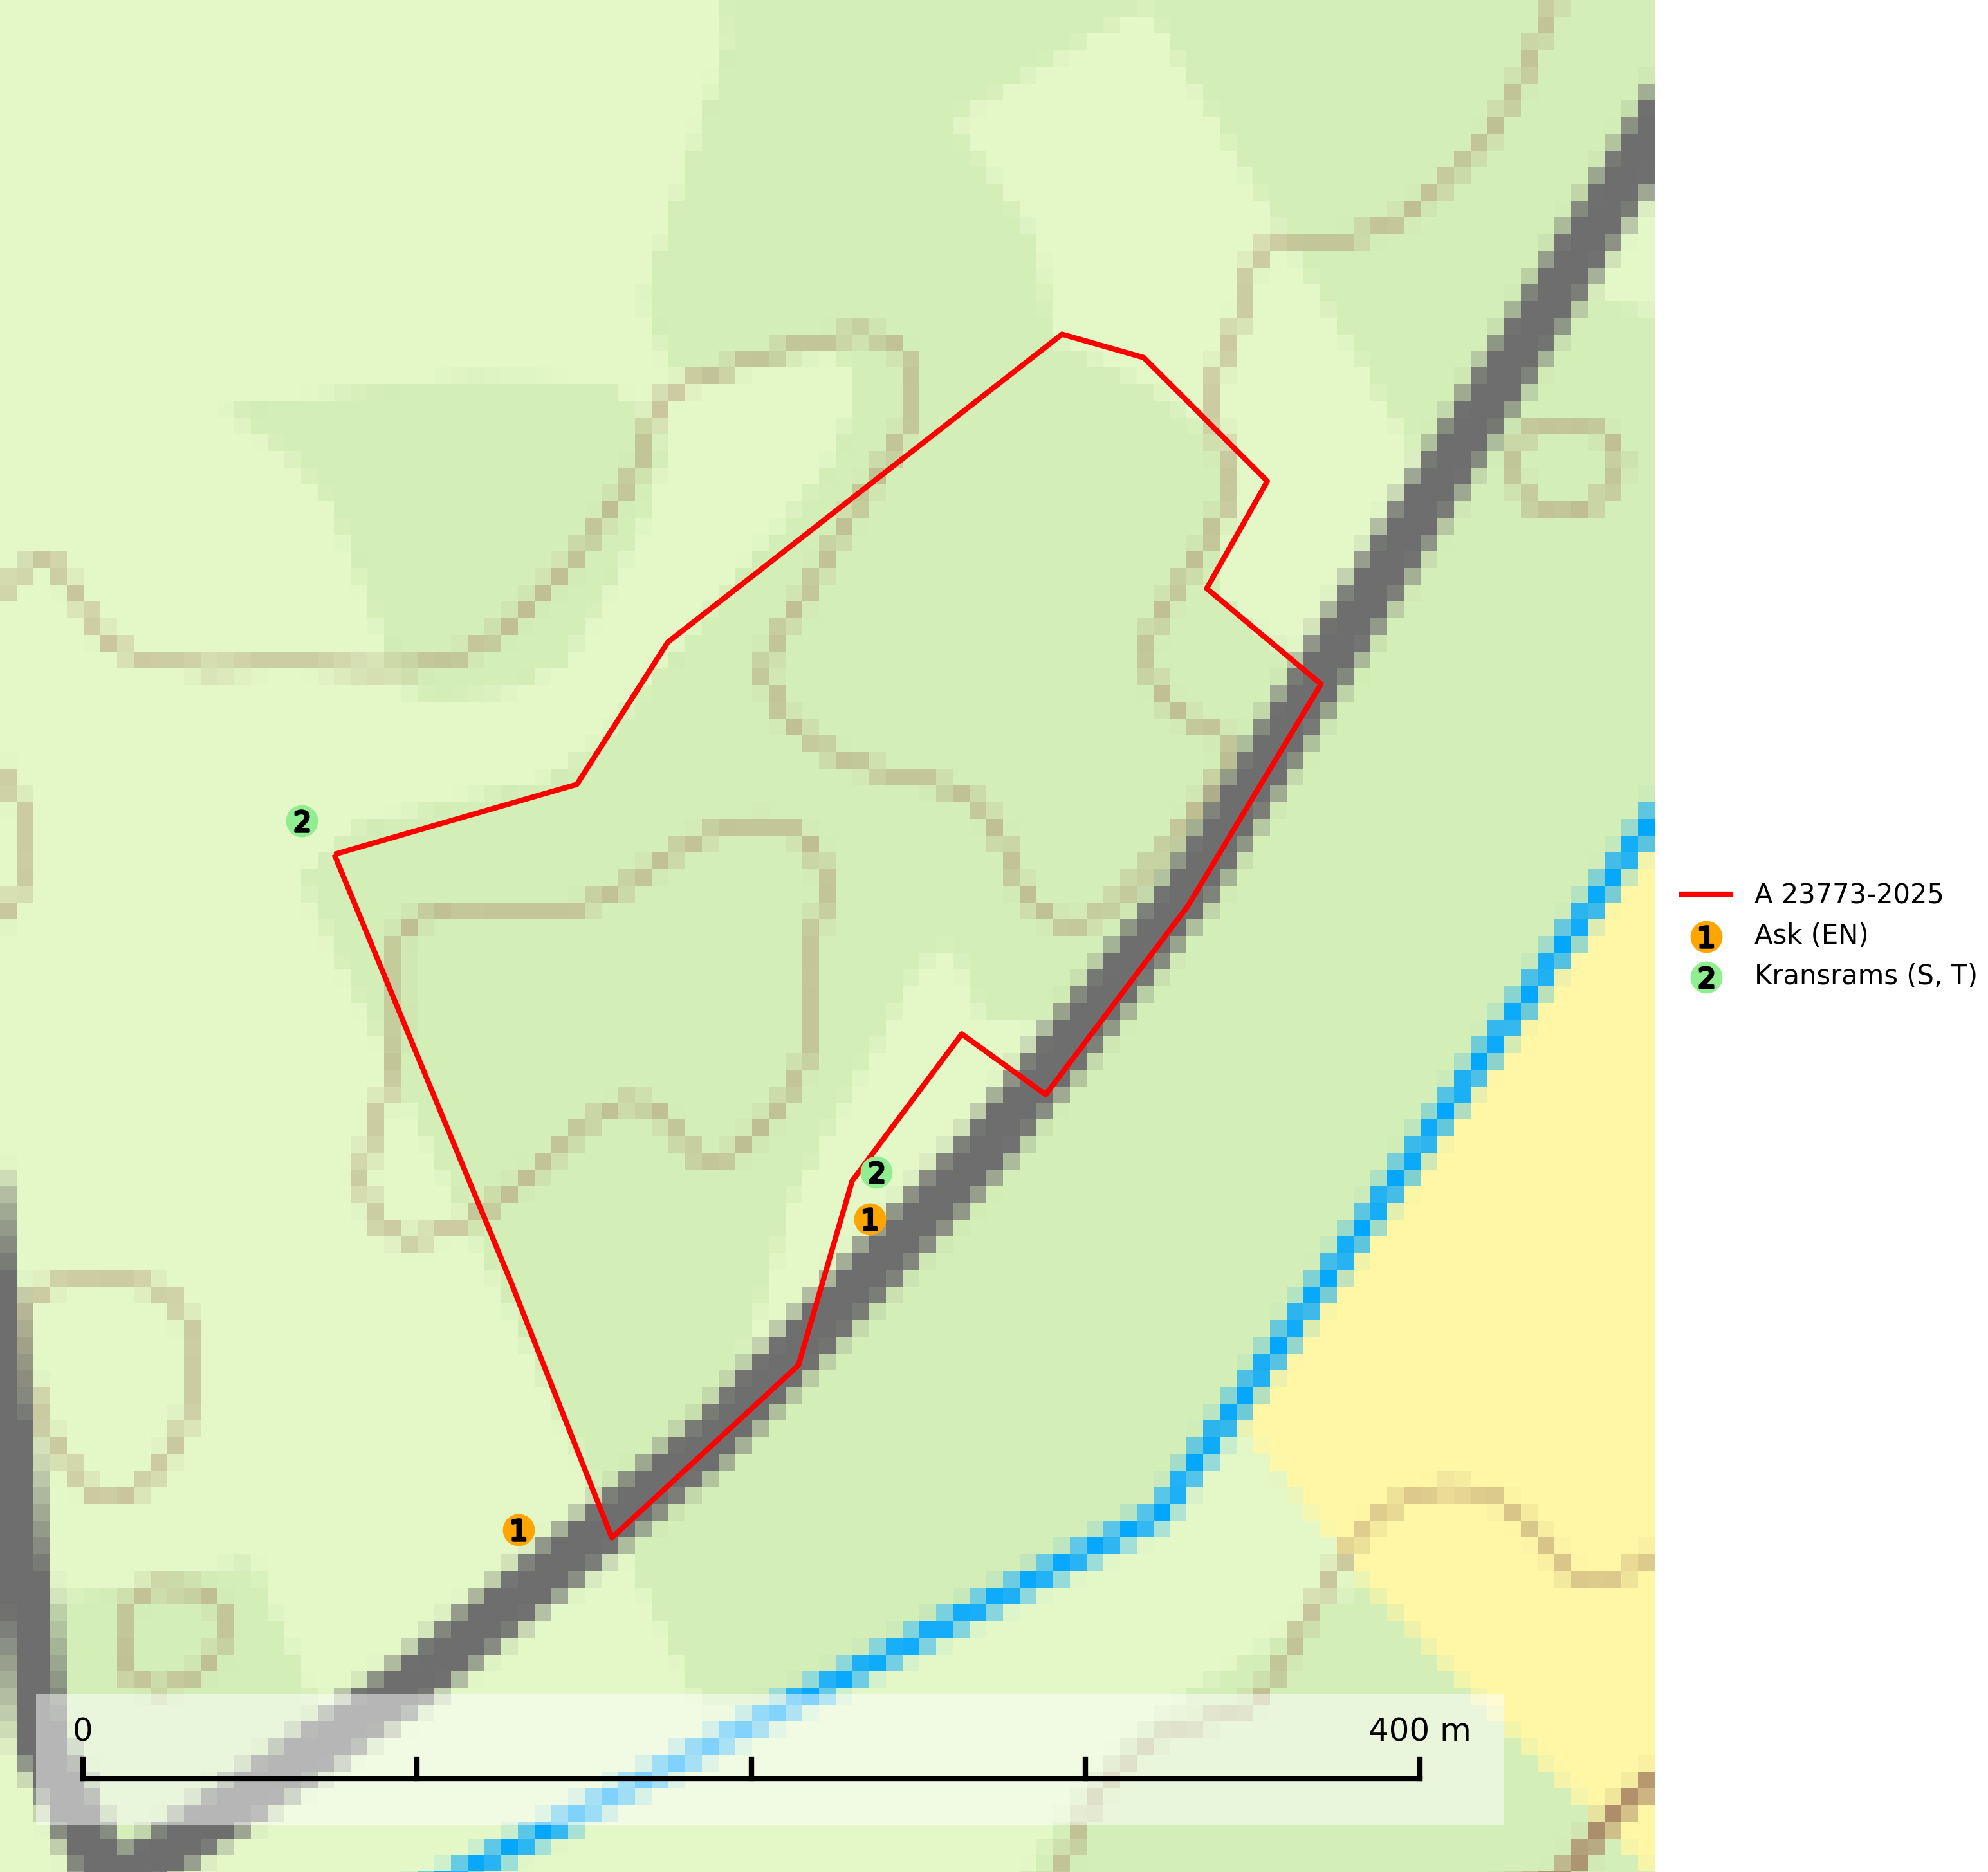 2
2
1
1
0
400 m
A 23773-2025
1 Ask (EN)
2 Kransrams (S, T)